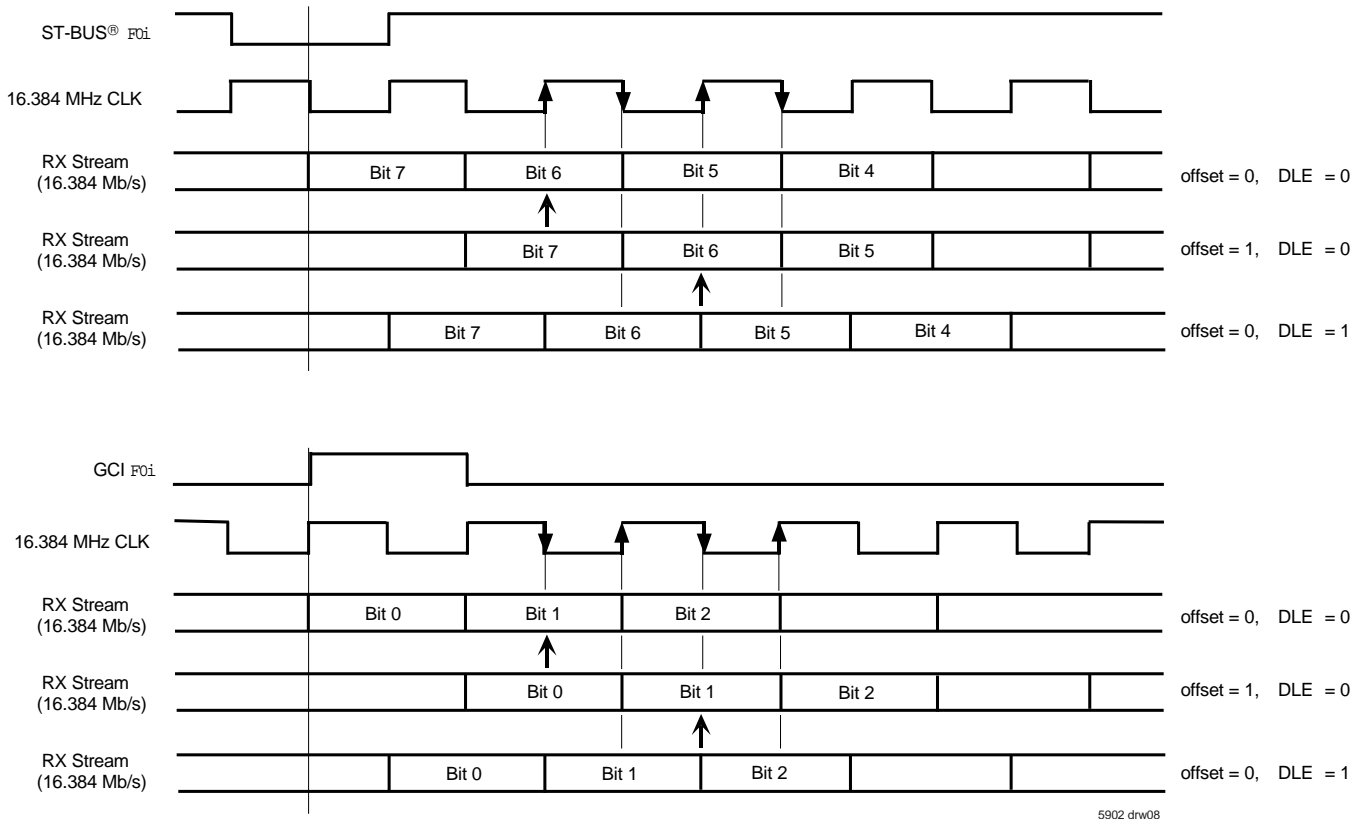 ST-BUS® F0i
16.384 MHz CLK
RX Stream
(16.384 Mb/s)
Bit 7 Bit 6 Bit 5 Bit 4
offset = 0, DLE = 0
RX Stream
(16.384 Mb/s)
Bit 7 Bit 6 Bit 5
offset = 1, DLE = 0
RX Stream
(16.384 Mb/s)
Bit 7 Bit 6 Bit 5 Bit 4
offset = 0, DLE = 1
GCI F0i
16.384 MHz CLK
RX Stream
(16.384 Mb/s)
Bit 0 Bit 1 Bit 2
offset = 0, DLE = 0
RX Stream
(16.384 Mb/s)
Bit 0 Bit 1 Bit 2
offset = 1, DLE = 0
RX Stream
(16.384 Mb/s)
Bit 0 Bit 1 Bit 2
offset = 0, DLE = 1
5902 drw08